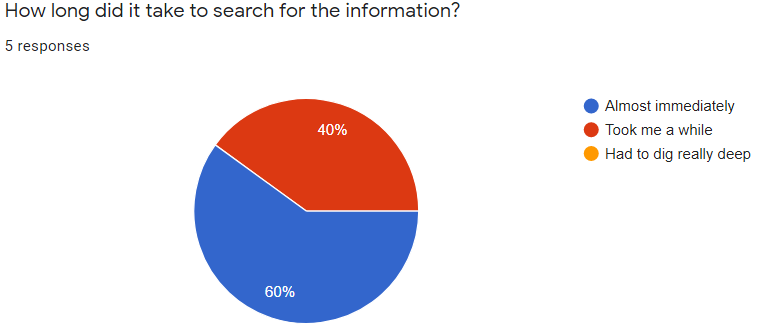 How long did it take to search for the information?
5 responses
40%
60%
Almost immediately
Took me a while
Had to dig really deep